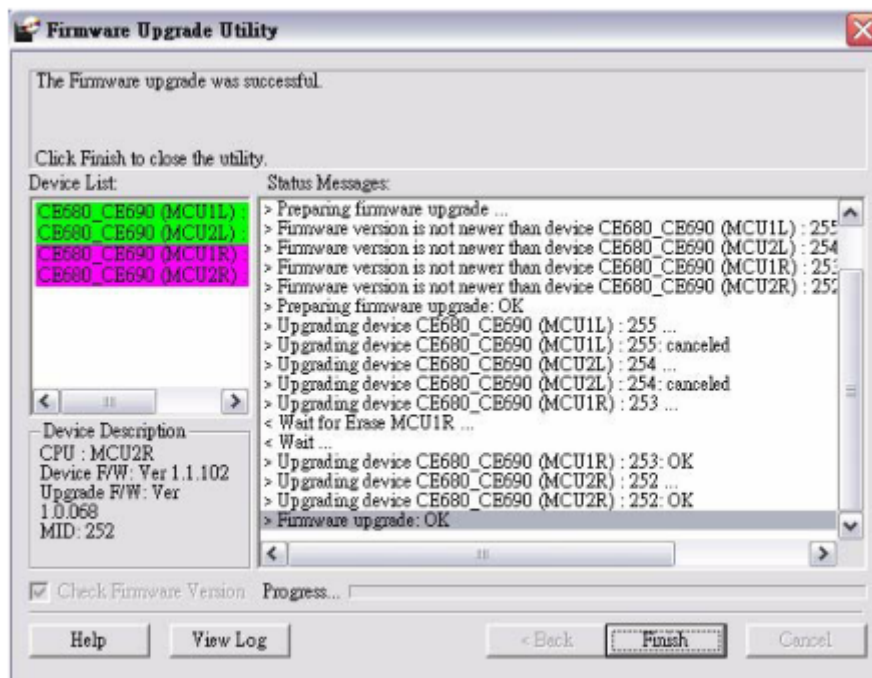 Firmware Upgrade Utility
The Firmware upgrade was successful.
Click Finish to close the utility.
Device List:
CE680_CE690 (MCU1L) :
CE680_CE690 (MCU2L) :
CE680_CE690 (MCU1R)
CE680_CE690 (MCU2R)
Device Description
CPU : MCU2R
Device F/W: Ver 1.1.102
Upgrade F/W: Ver
1.0.068
MID: 252
Status Messages:
> Preparing firmware upgrade ...
> Firmware version is not newer than device CE680_CE690 (MCU1L) : 255
> Firmware version is not newer than device CE680_CE690 (MCU2L) : 254
> Firmware version is not newer than device CE680_CE690 (MCU1R) : 253
> Firmware version is not newer than device CE680_CE690 (MCU2R) : 252
> Preparing firmware upgrade: OK
> Upgrading device CE680_CE690 (MCU1L) : 255 ...
> Upgrading device CE680_CE690 (MCU1L) : 255: canceled
> Upgrading device CE680_CE690 (MCU2L) : 254 ...
> Upgrading device CE680_CE690 (MCU2L) : 254: canceled
> Upgrading device CE680_CE690 (MCU1R) : 253 ...
< Wait for Erase MCU1R ...
< Wait ...
> Upgrading device CE680_CE690 (MCU1R) : 253: OK
> Upgrading device CE680_CE690 (MCU2R) : 252 ...
> Upgrading device CE680_CE690 (MCU2R) : 252: OK
> Firmware upgrade: OK
Check Firmware Version
Progress...
Help
View Log
< Back
Finish
Cancel